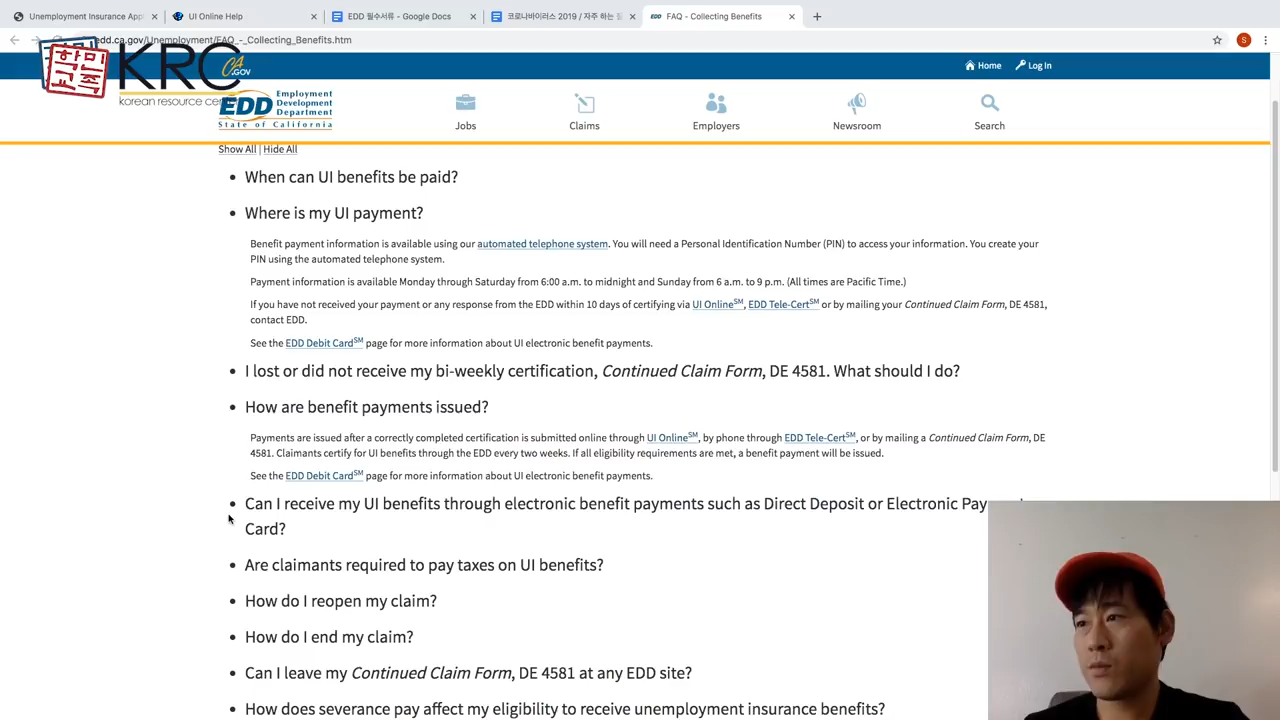 Unemployment Insurance App
UI Online Help
EDD 필수서류 - Google Docs
코로나바이러스 2019 / 자주 하는 질
FAQ - Collecting Benefits
edd.ca.gov/Unemployment/FAQ_-_Collecting_Benefits.htm
S
한인
교족
KRC
korean resource cen
CA
.GOV
Home
Log In
EDD
Employment
Development
Department
State of California
Jobs
Claims
Employers
Newsroom
Search
Show All | Hide All
When can UI benefits be paid?
Where is my UI payment?
Benefit payment information is available using our automated telephone system. You will need a Personal Identification Number (PIN) to access your information. You create your
PIN using the automated telephone system.
Payment information is available Monday through Saturday from 6:00 a.m. to midnight and Sunday from 6 a.m. to 9 p.m. (All times are Pacific Time.)
If you have not received your payment or any response from the EDD within 10 days of certifying via UI OnlineSM, EDD Tele-CertSM or by mailing your Continued Claim Form, DE 4581,
contact EDD.
See the EDD Debit CardSM page for more information about UI electronic benefit payments.
I lost or did not receive my bi-weekly certification, Continued Claim Form, DE 4581. What should I do?
How are benefit payments issued?
Payments are issued after a correctly completed certification is submitted online through UI OnlineSM, by phone through EDD Tele-CertSM, or by mailing a Continued Claim Form, DE
4581. Claimants certify for UI benefits through the EDD every two weeks. If all eligibility requirements are met, a benefit payment will be issued.
See the EDD Debit CardSM page for more information about UI electronic benefit payments.
Can I receive my UI benefits through electronic benefit payments such as Direct Deposit or Electronic Pay
Card?
Are claimants required to pay taxes on UI benefits?
How do I reopen my claim?
How do I end my claim?
Can I leave my Continued Claim Form, DE 4581 at any EDD site?
How does severance pay affect my eligibility to receive unemployment insurance benefits?